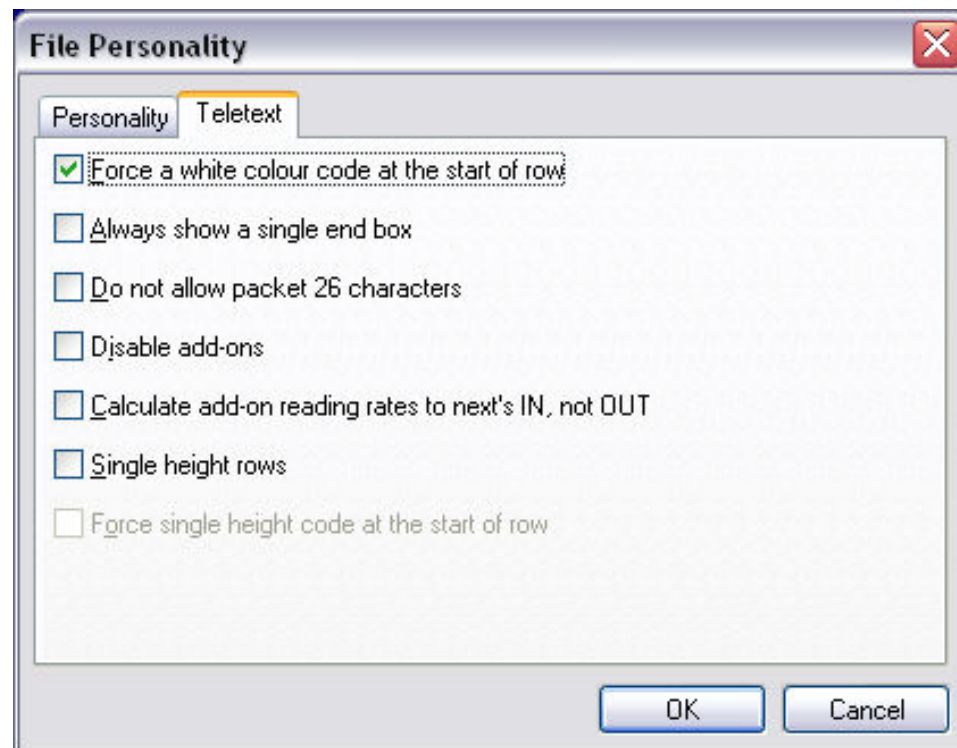 File Personality
Personality
Teletext
Force a white colour code at the start of row
Always show a single end box
Do not allow packet 26 characters
Disable add-ons
Calculate add-on reading rates to next's IN, not OUT
Single height rows
Force single height code at the start of row
OK
Cancel